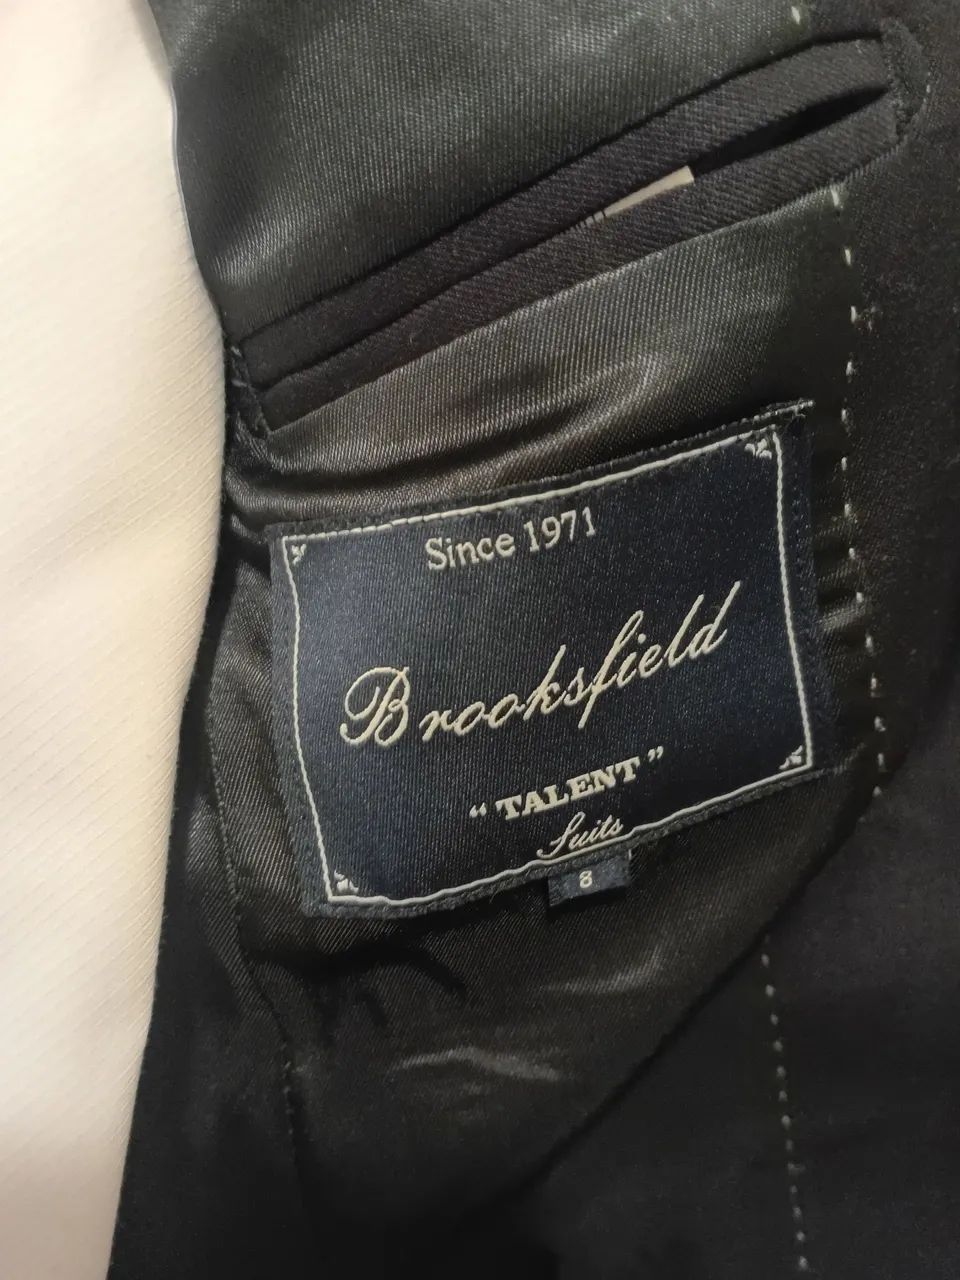 Since 1971
Brooksfield
“TALENT”
Suits
8